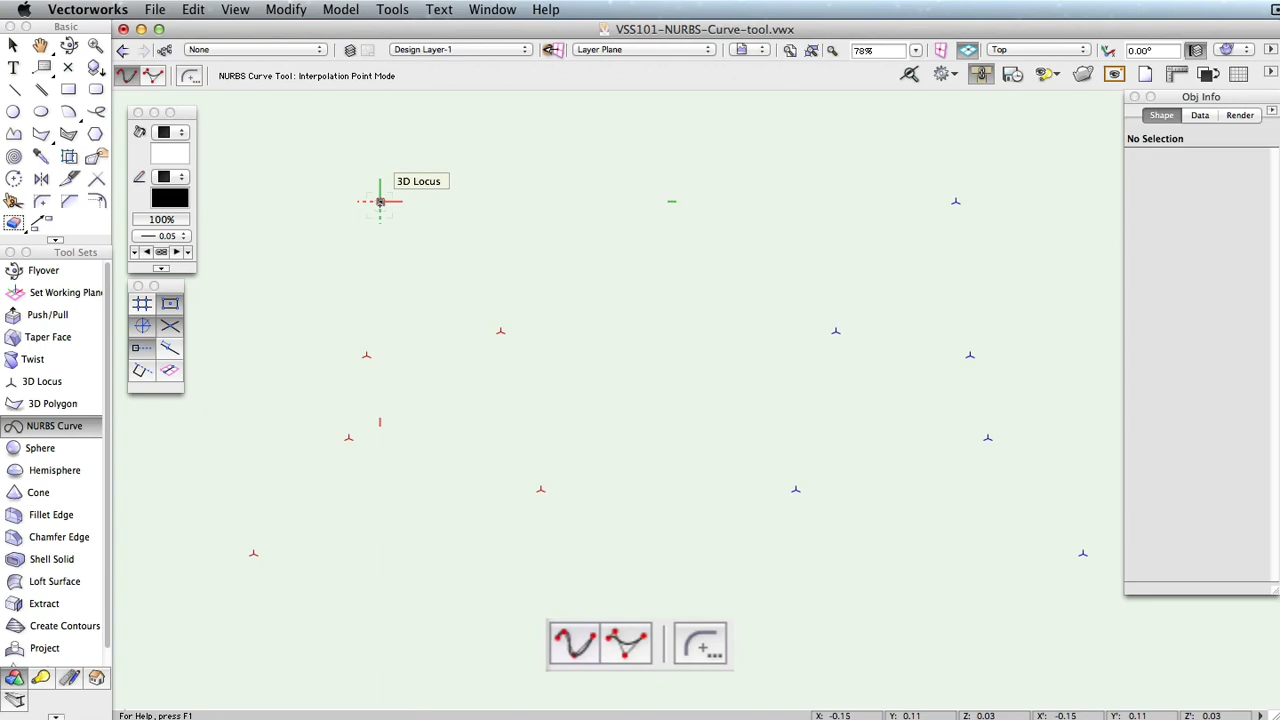 Vectorworks File Edit View Modify Model Tools Text Window Help
Basic
VSS101-NURBS-Curve-tool.vwx
None
Design Layer-1
Layer Plane
78%
Top
0.00°
NURBS Curve Tool: Interpolation Point Mode
Obj Info
Shape Data Render
No Selection
3D Locus
100%
0.05
Tool Sets
Flyover
Set Working Plane
Push/Pull
Taper Face
Twist
3D Locus
3D Polygon
NURBS Curve
Sphere
Hemisphere
Cone
Fillet Edge
Chamfer Edge
Shell Solid
Loft Surface
Extract
Create Contours
Project
For Help, press F1
X: -0.15 Y: 0.11 Z: 0.03 X': -0.15 Y': 0.11 Z': 0.03